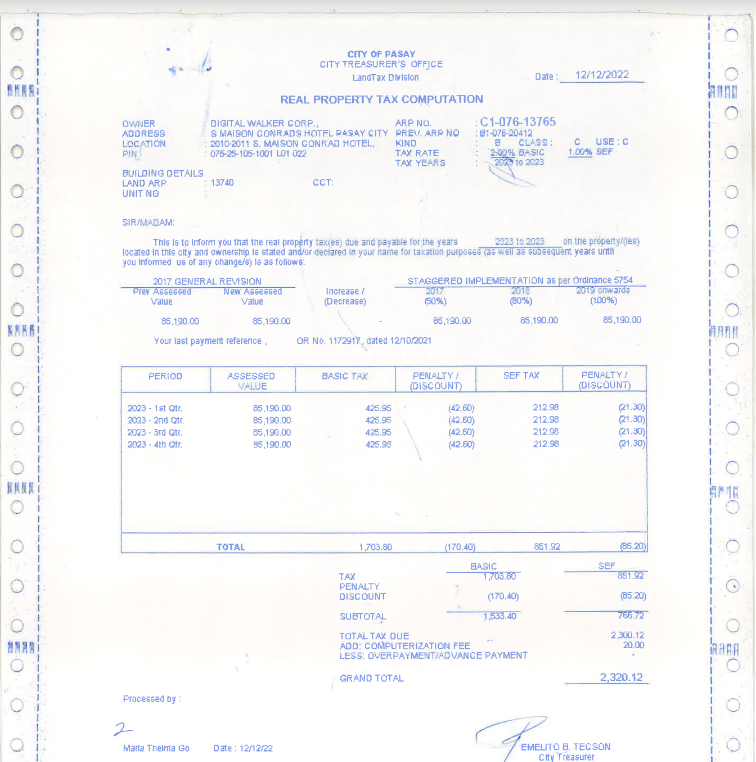 CITY OF PASAY
CITY TREASURER'S OFFICE
LandTax Division
Date : 12/12/2022
REAL PROPERTY TAX COMPUTATION
OWNER : DIGITAL WALKER CORP., ARP NO. : C1-076-13765
ADDRESS S MAISON CONRADS HOTEL PASAY CITY PREV. ARP NO : B1-076-20412
LOCATION : 2010-2011 S. MAISON CONRAD HOTEL, KIND : B CLASS : C USE : C
PIN : 076-25-105-1001 L01 022 TAX RATE : 2.00% BASIC 1.00% SEF
TAX YEARS : 2023 to 2023
BUILDING DETAILS
LAND ARP : 13740 CCT:
UNIT NO :
SIR/MADAM:
This is to inform you that the real property tax(es) due and payable for the years 2023 to 2023 on the property/(ies)
located in this city and ownership is stated and/or declared in your name for taxation purposes (as well as subsequent years until
you informed us of any change/s) is as follows:
2017 GENERAL REVISION STAGGERED IMPLEMENTATION as per Ordinance 5754
Prev Assessed New Assessed Increase / 2017 2018 2019 onwards
Value Value (Decrease) (60%) (80%) (100%)
85,190.00 85,190.00 85,190.00 85,190.00 85,190.00
Your last payment reference , OR No. 1172917, dated 12/10/2021
PERIOD ASSESSED BASIC TAX PENALTY / SEF TAX PENALTY /
VALUE (DISCOUNT) (DISCOUNT)
2023 - 1st Qtr. 85,190.00 425.95 (42.60) 212.98 (21.30)
2023 - 2nd Qtr. 85,190.00 425.95 (42.60) 212.98 (21.30)
2023 - 3rd Qtr. 85,190.00 425.95 (42.60) 212.98 (21.30)
2023 - 4th Qtr. 85,190.00 425.95 (42.60) 212.98 (21.30)
TOTAL 1,703.80 (170.40) 851.92 (85.20)
BASIC SEF
TAX 1,703.80 851.92
PENALTY
DISCOUNT (170.40) (85.20)
SUBTOTAL 1,533.40 766.72
TOTAL TAX DUE 2,300.12
ADD: COMPUTERIZATION FEE 20.00
LESS: OVERPAYMENT/ADVANCE PAYMENT -
GRAND TOTAL 2,320.12
Processed by :
Maria Thelma Go Date : 12/12/22 EMELITO B. TECSON
City Treasurer